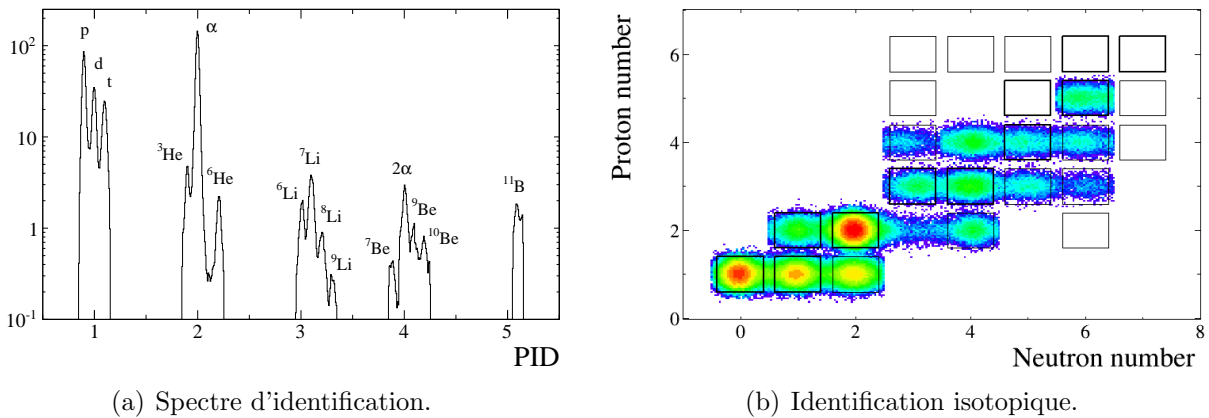 10²
10
1
10⁻¹
p
d
t
α
³He
⁶He
⁶Li
⁷Li
⁸Li
⁹Li
2α
⁷Be
⁹Be
¹⁰Be
¹¹B
1 2 3 4 5
PID
(a) Spectre d'identification.
Proton number
6
4
2
0
0 2 4 6 8
Neutron number
(b) Identification isotopique.